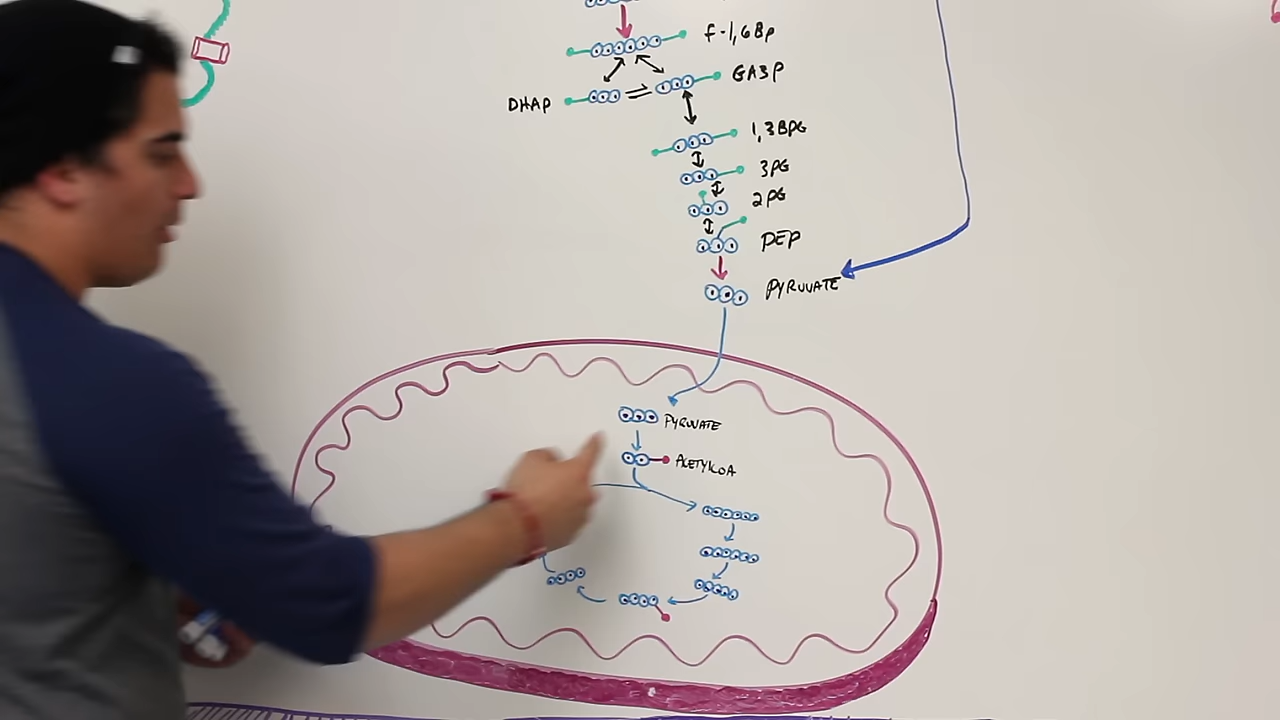 F-1,6BP
GA3P
DHAP
1,3BPG
3PG
2PG
PEP
PYRUVATE
PYRUVATE
ACETYLCOA